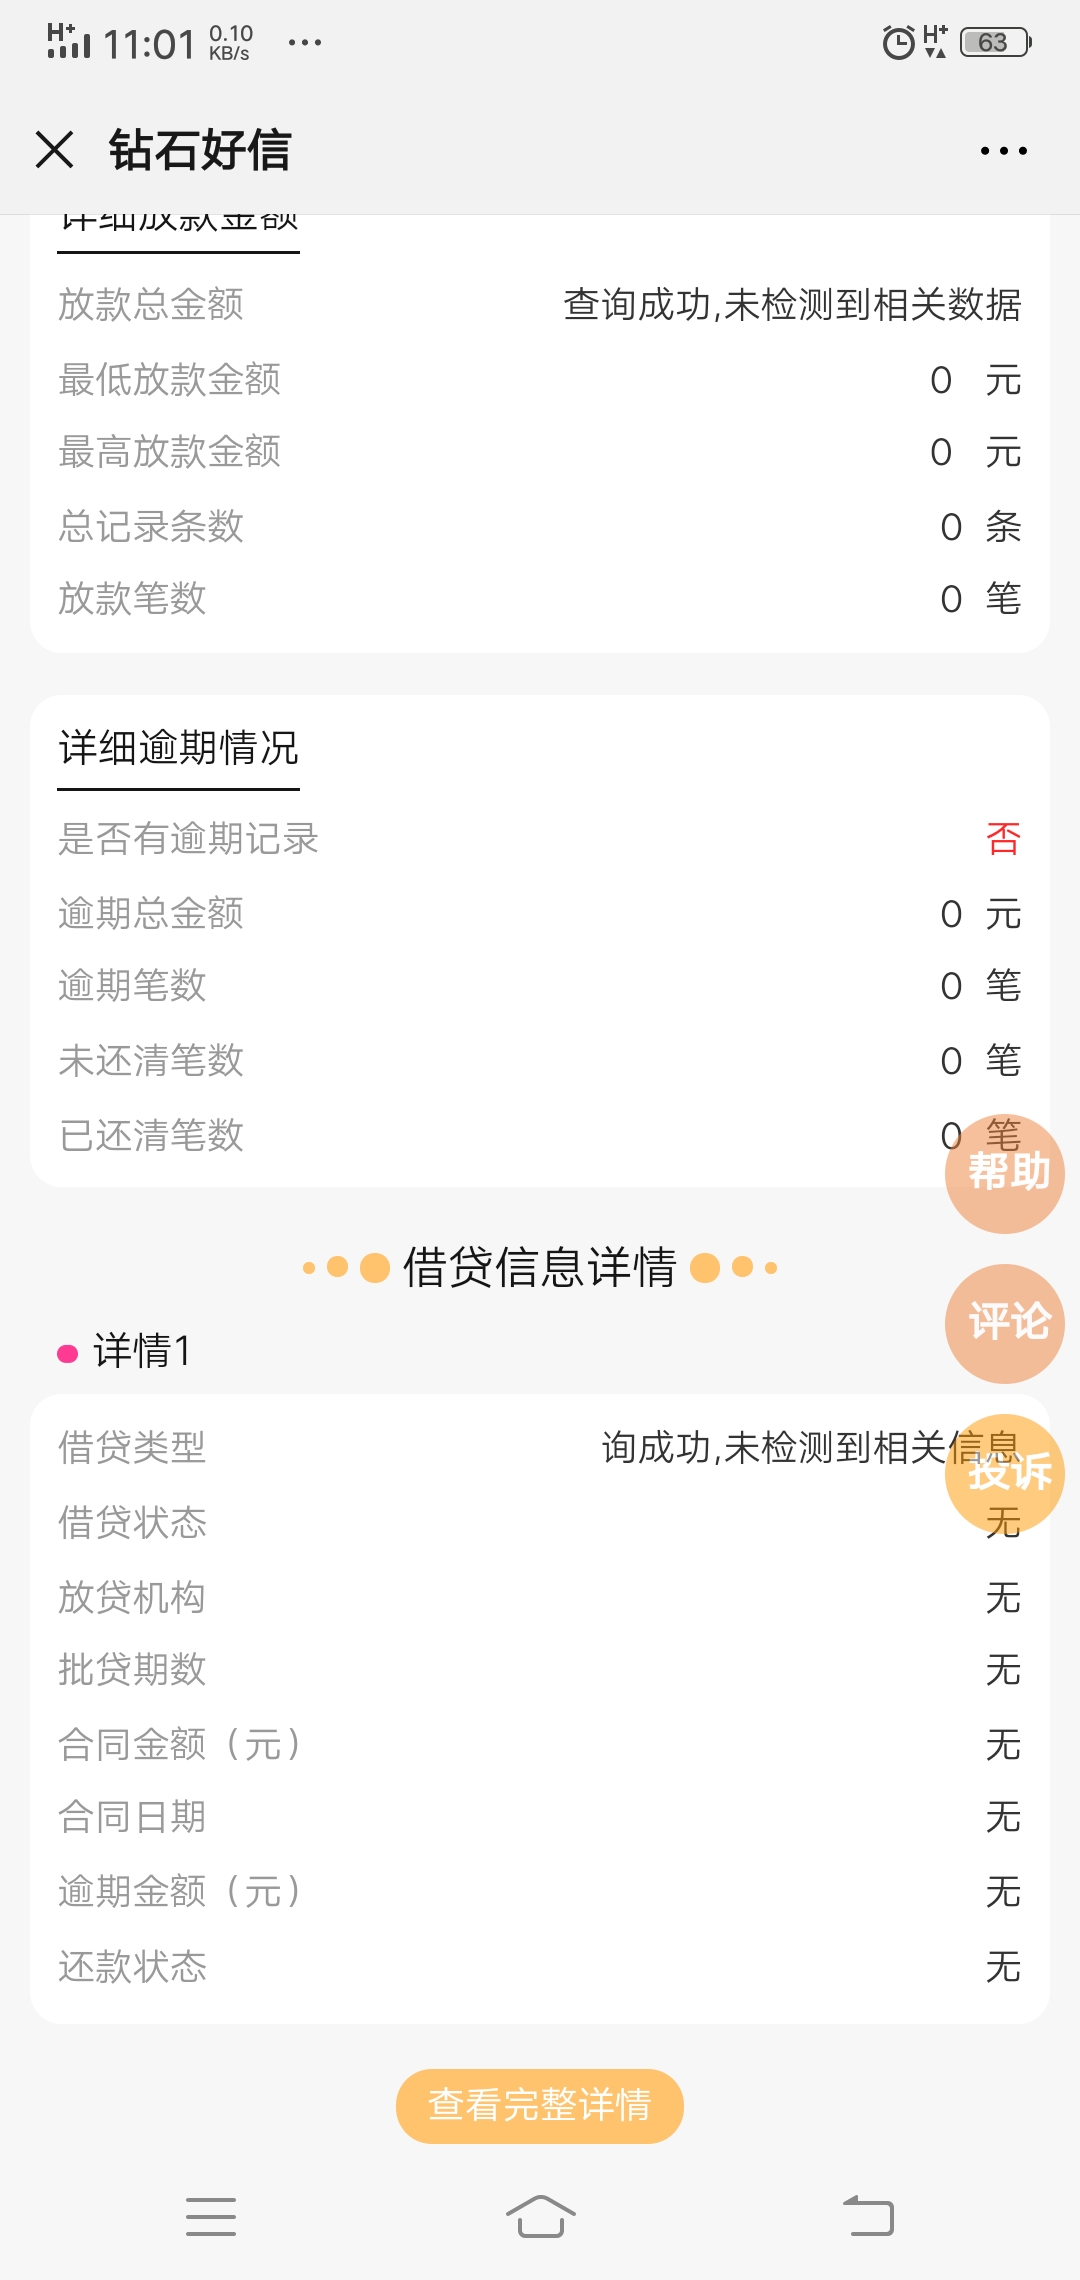 H+ 11:01 0.10 KB/s ... H+ 63
钻石好信
详细放款金额
放款总金额 查询成功,未检测到相关数据
最低放款金额 0 元
最高放款金额 0 元
总记录条数 0 条
放款笔数 0 笔
详细逾期情况
是否有逾期记录 否
逾期总金额 0 元
逾期笔数 0 笔
未还清笔数 0 笔
已还清笔数 0 笔
帮助
借贷信息详情
评论
详情1
借贷类型 询成功,未检测到相关信息
投诉
借贷状态 无
放贷机构 无
批贷期数 无
合同金额（元） 无
合同日期 无
逾期金额（元） 无
还款状态 无
查看完整详情